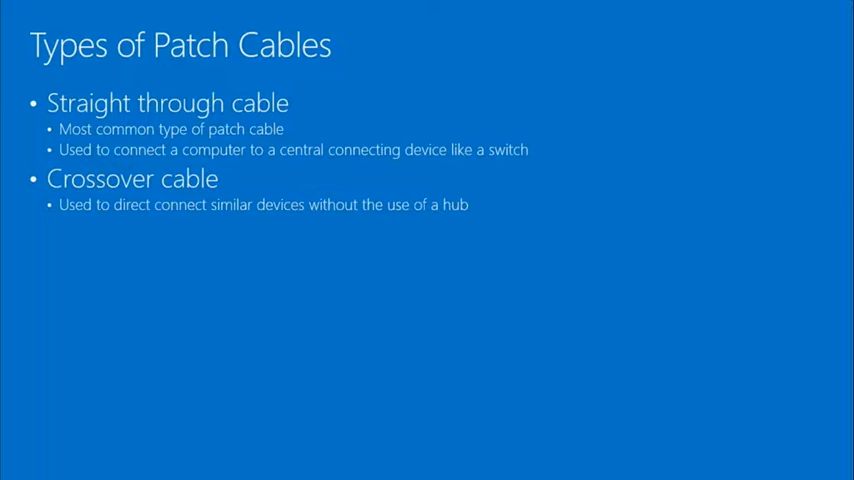 Types of Patch Cables
• Straight through cable
• Most common type of patch cable
• Used to connect a computer to a central connecting device like a switch
• Crossover cable
• Used to direct connect similar devices without the use of a hub